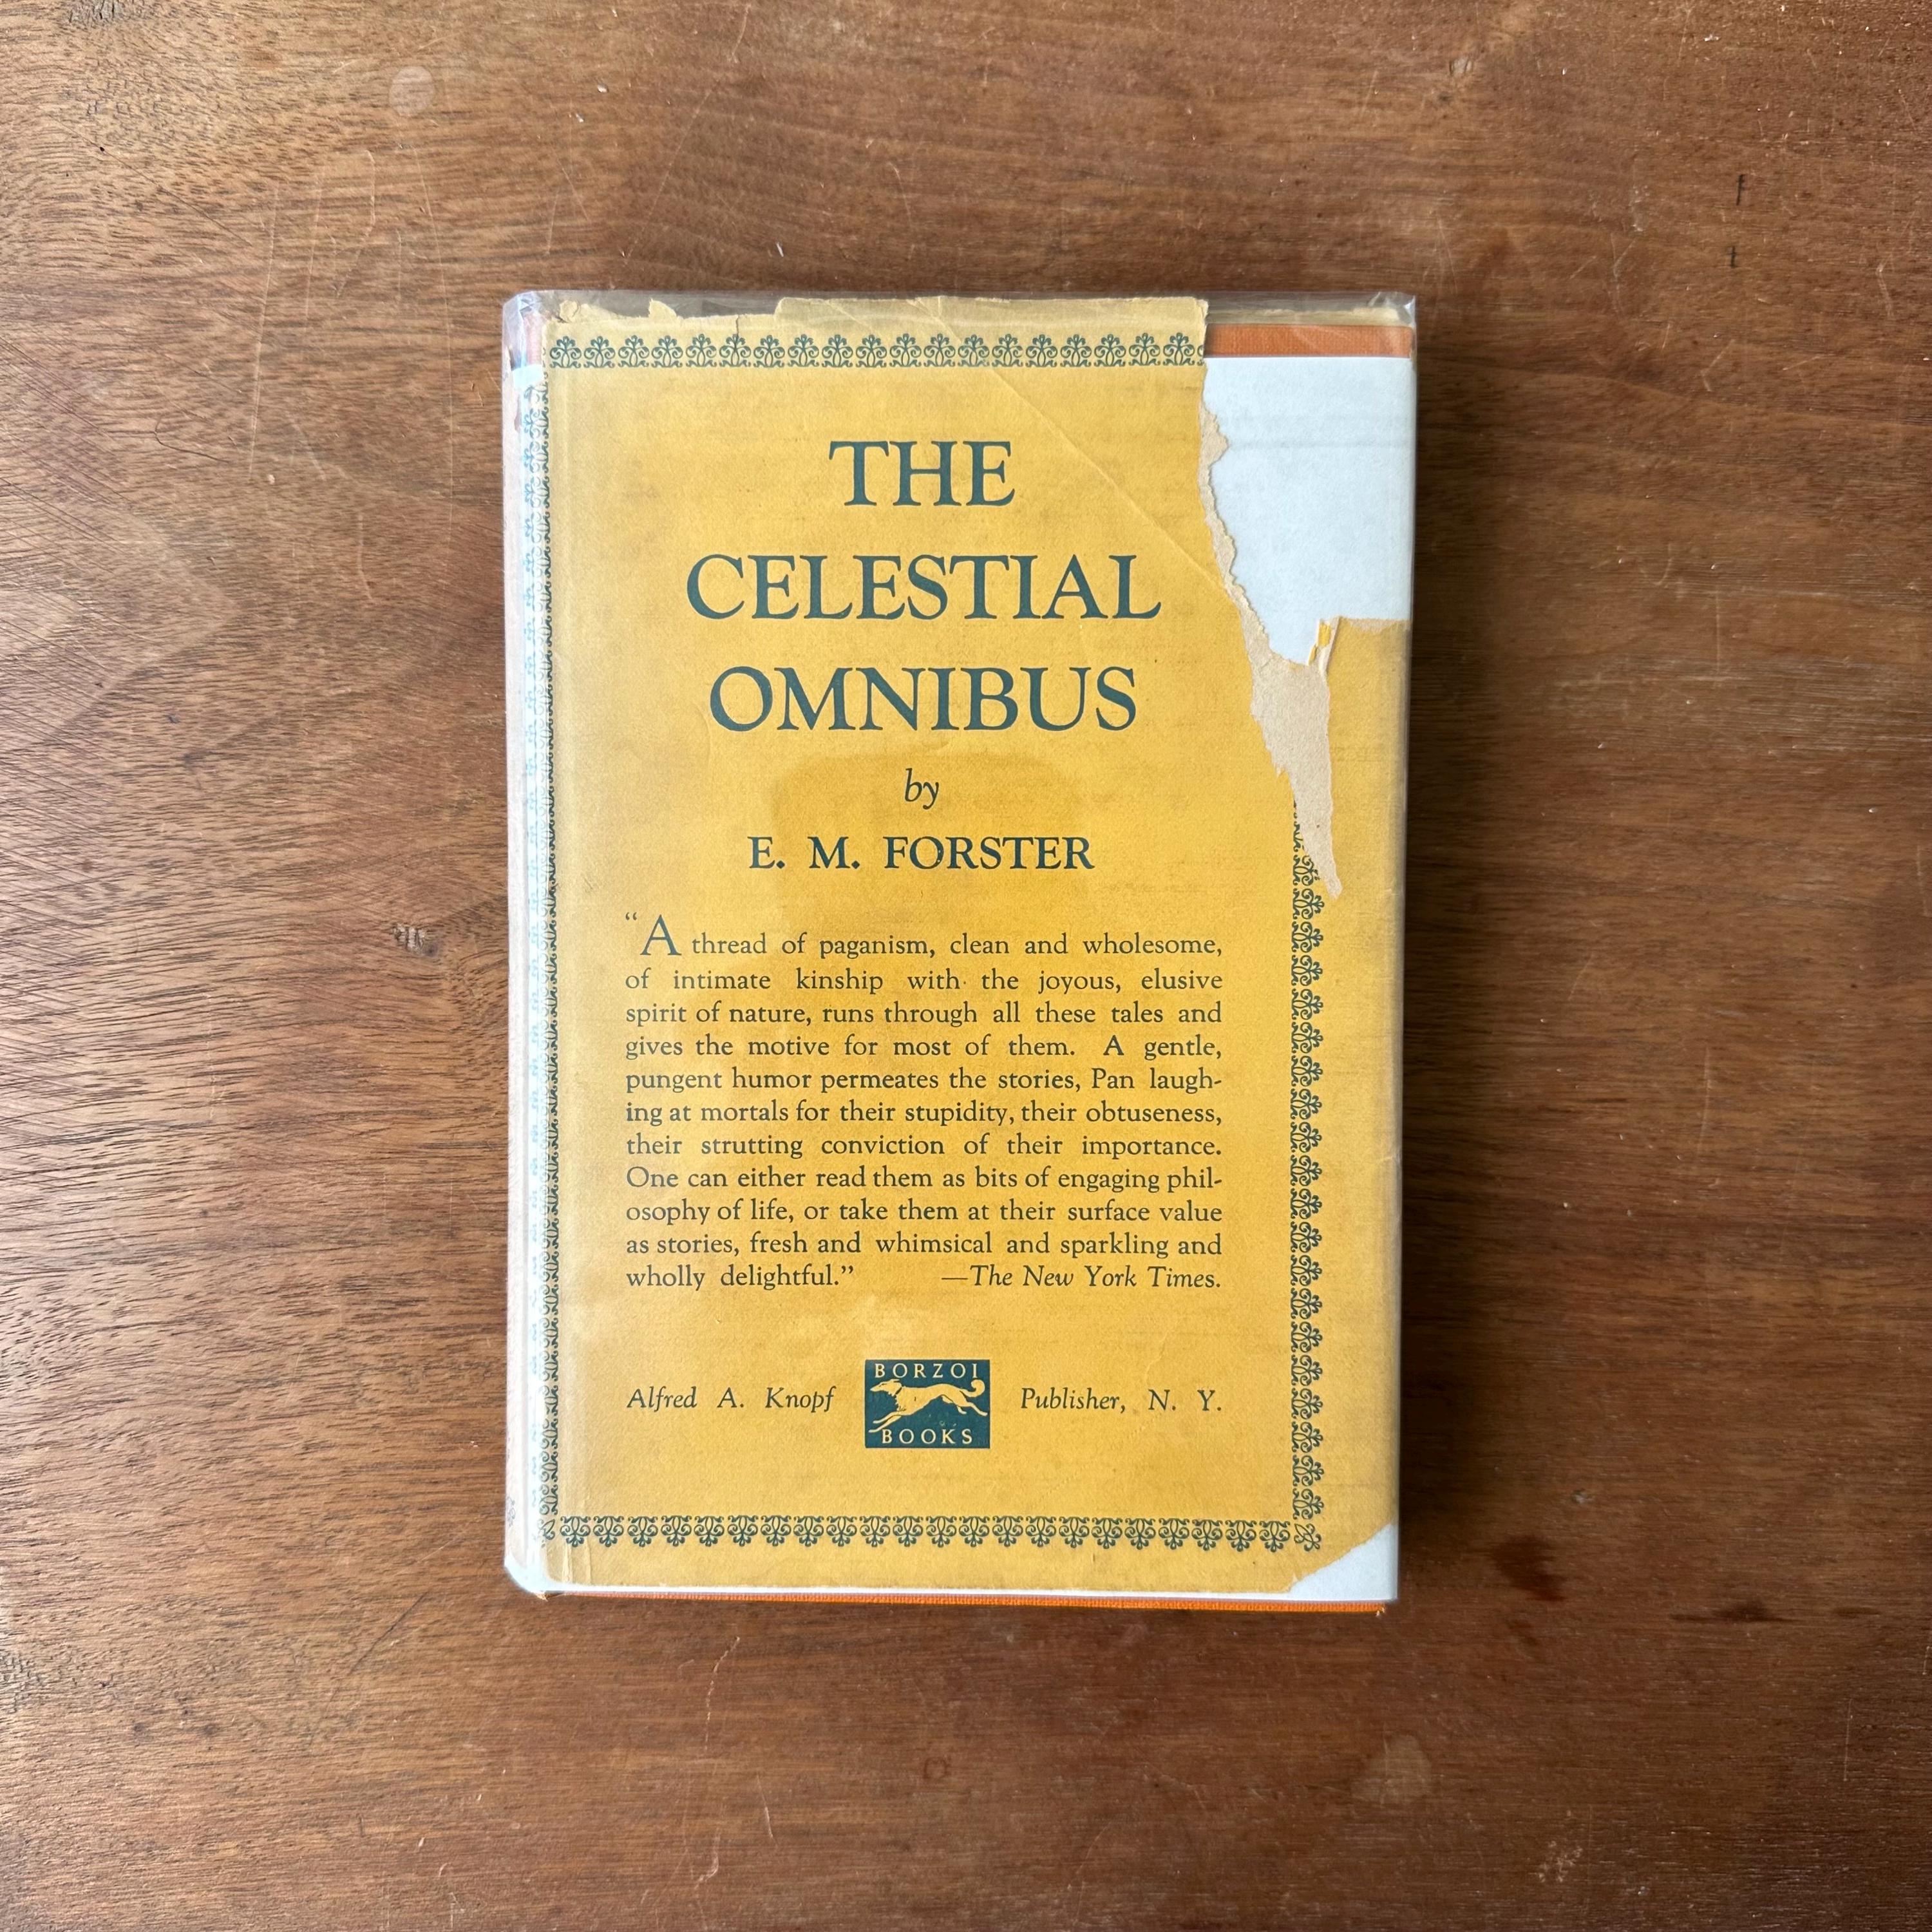 THE
CELESTIAL
OMNIBUS
by
E. M. FORSTER
“A thread of paganism, clean and wholesome,
of intimate kinship with the joyous, elusive
spirit of nature, runs through all these tales and
gives the motive for most of them. A gentle,
pungent humor permeates the stories, Pan laugh-
ing at mortals for their stupidity, their obtuseness,
their strutting conviction of their importance.
One can either read them as bits of engaging phil-
osophy of life, or take them at their surface value
as stories, fresh and whimsical and sparkling and
wholly delightful.” —The New York Times.
Alfred A. Knopf
BORZOI
BOOKS
Publisher, N. Y.